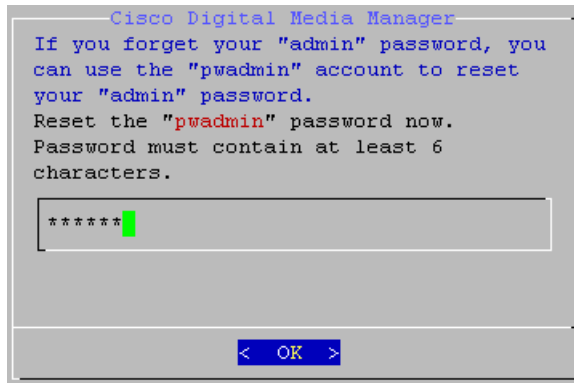 Cisco Digital Media Manager
If you forget your "admin" password, you
can use the "pwadmin" account to reset
your "admin" password.
Reset the "pwadmin" password now.
Password must contain at least 6
characters.
******
< OK >